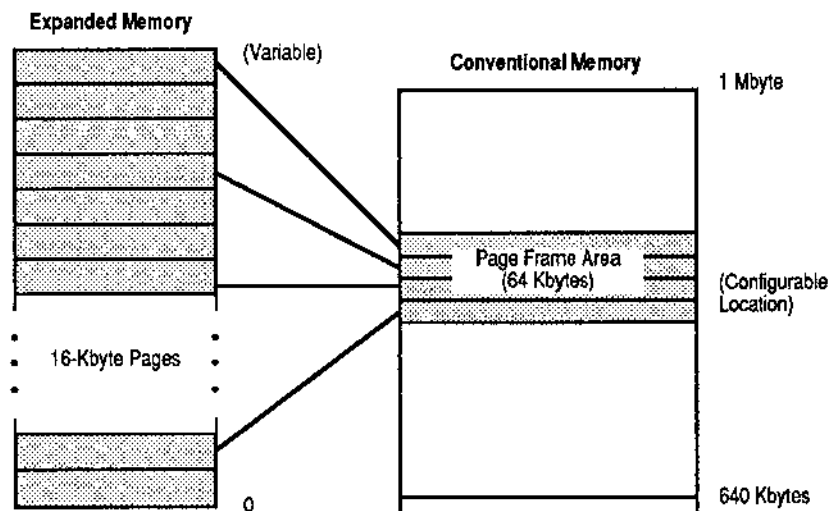 Expanded Memory
(Variable)
Conventional Memory
1 Mbyte
Page Frame Area
(64 Kbytes)
(Configurable
Location)
16-Kbyte Pages
0
640 Kbytes